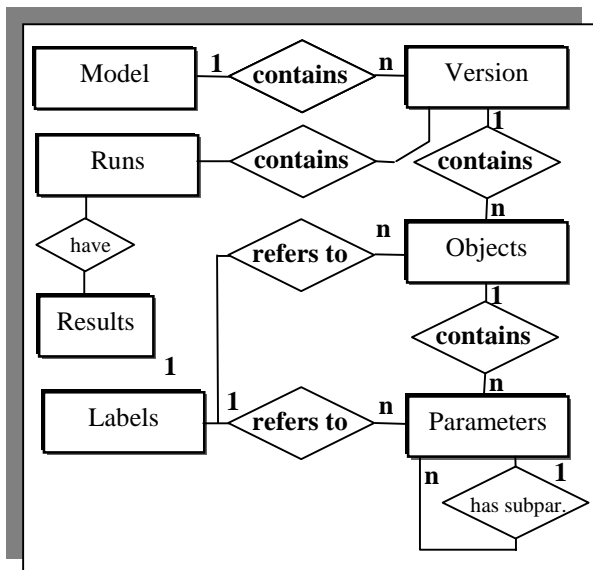 Model
1
contains
n
Version
Runs
contains
1
contains
n
have
refers to
n
Objects
1
Results
contains
1
n
Labels
1
refers to
n
Parameters
n
1
has subpar.